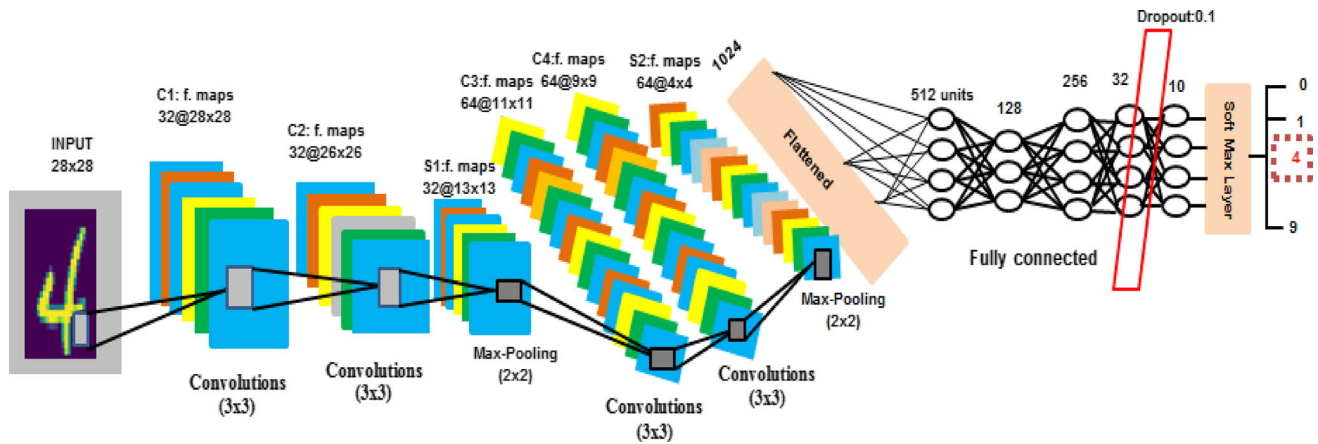 INPUT
28x28
C1: f. maps
32@28x28
C2: f. maps
32@26x26
S1:f. maps
32@13x13
C3:f. maps
64@11x11
C4:f. maps
64@9x9
S2:f. maps
64@4x4
1024
Flattened
512 units
128
256
32
10
Dropout:0.1
Soft Max Layer
0
1
4
9
Fully connected
Convolutions
(3x3)
Convolutions
(3x3)
Max-Pooling
(2x2)
Convolutions
(3x3)
Convolutions
(3x3)
Max-Pooling
(2x2)